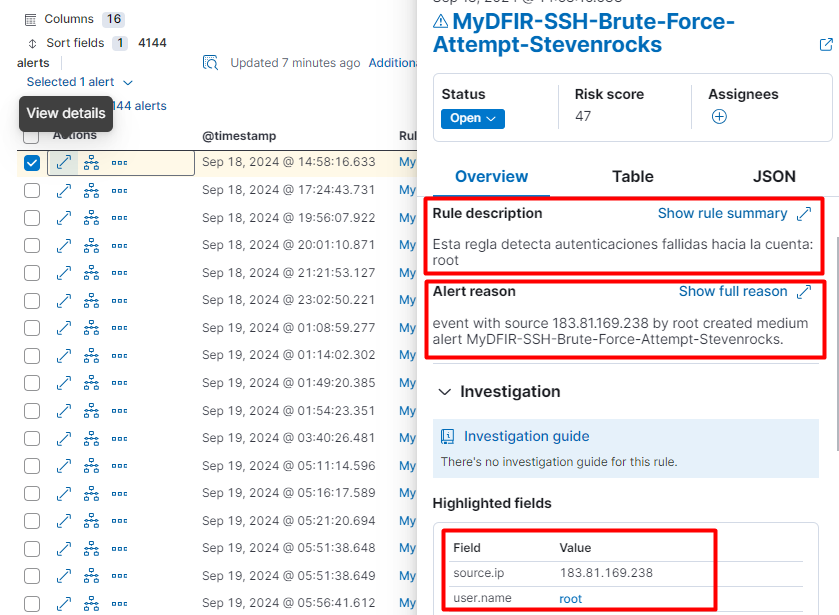 Columns 16
Sort fields 1 4144
alerts
Updated 7 minutes ago
Selected 1 alert
View details
144 alerts
Actions @timestamp
Sep 18, 2024 @ 14:58:16.633 My
Sep 18, 2024 @ 17:24:43.731 My
Sep 18, 2024 @ 19:56:07.922 My
Sep 18, 2024 @ 20:01:10.871 My
Sep 18, 2024 @ 21:21:53.127 My
Sep 18, 2024 @ 23:02:50.221 My
Sep 19, 2024 @ 01:08:59.277 My
Sep 19, 2024 @ 01:14:02.302 My
Sep 19, 2024 @ 01:49:20.385 My
Sep 19, 2024 @ 01:54:23.351 My
Sep 19, 2024 @ 03:40:26.481 My
Sep 19, 2024 @ 05:11:14.596 My
Sep 19, 2024 @ 05:16:17.589 My
Sep 19, 2024 @ 05:21:20.694 My
Sep 19, 2024 @ 05:51:38.648 My
Sep 19, 2024 @ 05:51:38.649 My
Sep 19, 2024 @ 05:56:41.612 My
MyDFIR-SSH-Brute-Force-
Attempt-Stevenrocks
Status Risk score Assignees
Open 47
Overview Table JSON
Rule description Show rule summary
Esta regla detecta autenticaciones fallidas hacia la cuenta:
root
Alert reason Show full reason
event with source 183.81.169.238 by root created medium
alert MyDFIR-SSH-Brute-Force-Attempt-Stevenrocks.
Investigation
Investigation guide
There's no investigation guide for this rule.
Highlighted fields
Field Value
source.ip 183.81.169.238
user.name root